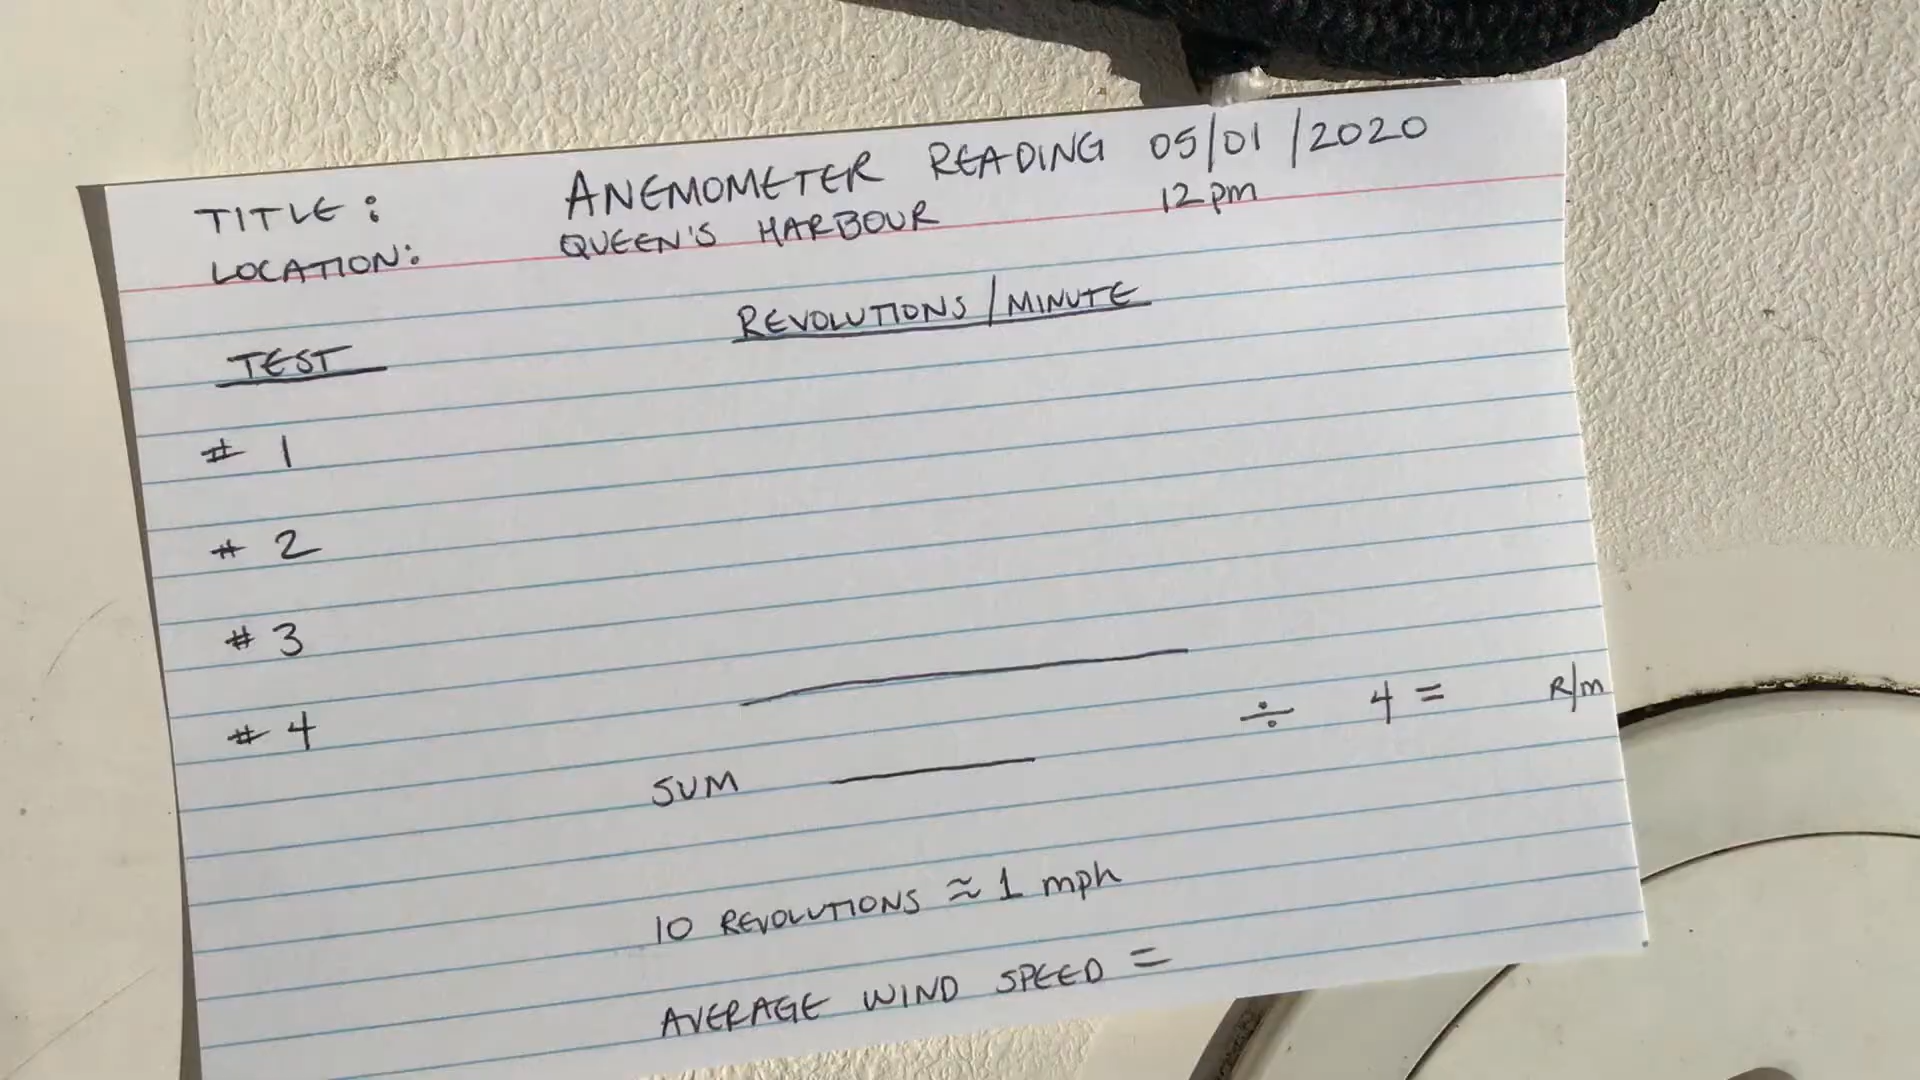 TITLE: ANEMOMETER READING 05/01/2020
LOCATION: QUEEN'S HARBOUR 12pm
REVOLUTIONS/MINUTE
TEST
# 1
# 2
# 3
# 4
÷ 4 = R/m
SUM
10 REVOLUTIONS ≈ 1 mph
AVERAGE WIND SPEED =